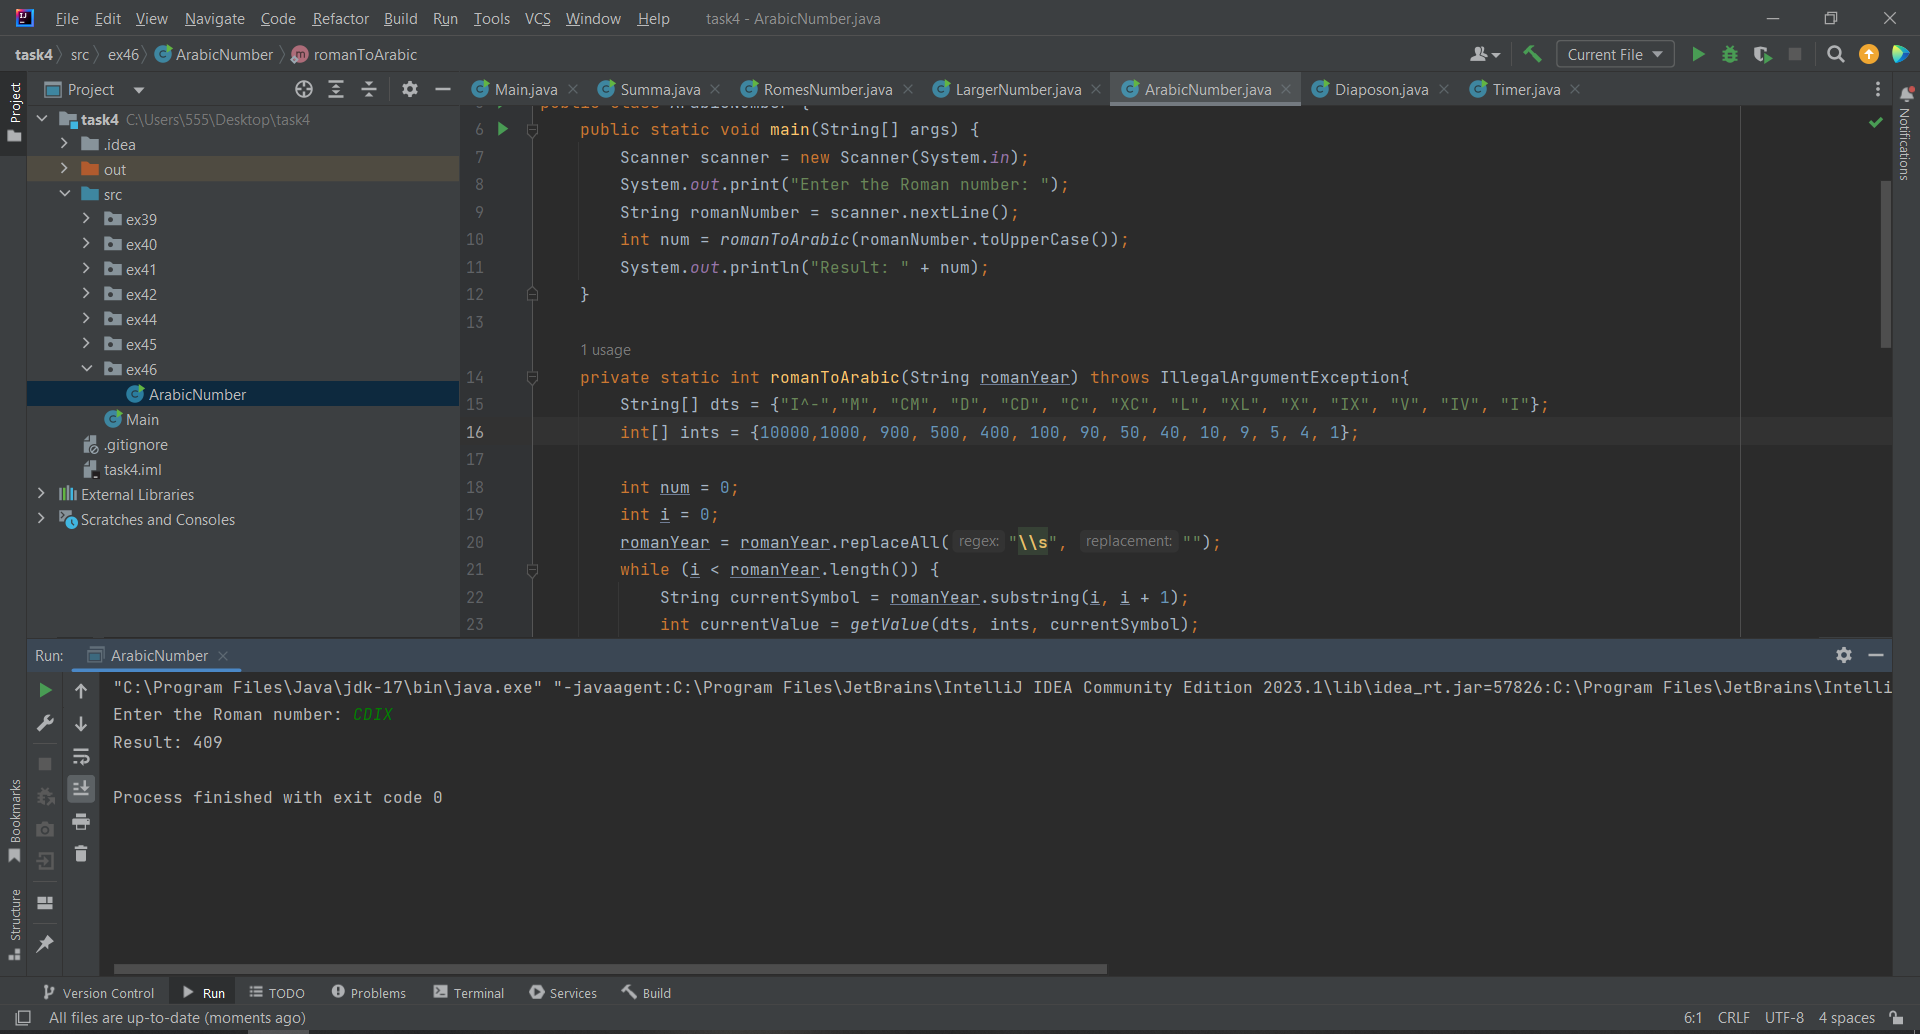 File Edit View Navigate Code Refactor Build Run Tools VCS Window Help task4 - ArabicNumber.java
task4 src ex46 ArabicNumber romanToArabic Current File
Project
Project
Main.java Summa.java RomesNumber.java LargerNumber.java ArabicNumber.java Diaposon.java Timer.java
Notifications
task4 C:\Users\555\Desktop\task4
.idea
out
src
ex39
ex40
ex41
ex42
ex44
ex45
ex46
ArabicNumber
Main
.gitignore
task4.iml
External Libraries
Scratches and Consoles
6 public static void main(String[] args) {
7 Scanner scanner = new Scanner(System.in);
8 System.out.print("Enter the Roman number: ");
9 String romanNumber = scanner.nextLine();
10 int num = romanToArabic(romanNumber.toUpperCase());
11 System.out.println("Result: " + num);
12 }
13
1 usage
14 private static int romanToArabic(String romanYear) throws IllegalArgumentException{
15 String[] dts = {"I^-","M", "CM", "D", "CD", "C", "XC", "L", "XL", "X", "IX", "V", "IV", "I"};
16 int[] ints = {10000,1000, 900, 500, 400, 100, 90, 50, 40, 10, 9, 5, 4, 1};
17
18 int num = 0;
19 int i = 0;
20 romanYear = romanYear.replaceAll( regex: "\\s", replacement: "");
21 while (i < romanYear.length()) {
22 String currentSymbol = romanYear.substring(i, i + 1);
23 int currentValue = getValue(dts, ints, currentSymbol);
Run: ArabicNumber
"C:\Program Files\Java\jdk-17\bin\java.exe" "-javaagent:C:\Program Files\JetBrains\IntelliJ IDEA Community Edition 2023.1\lib\idea_rt.jar=57826:C:\Program Files\JetBrains\Intelli
Enter the Roman number: CDIX
Result: 409
Process finished with exit code 0
Bookmarks
Structure
Version Control Run TODO Problems Terminal Services Build
All files are up-to-date (moments ago) 6:1 CRLF UTF-8 4 spaces